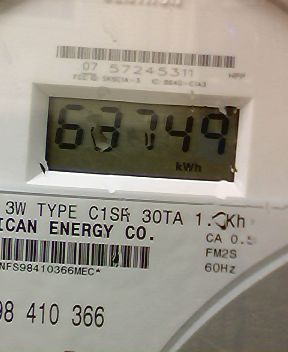 07 57245311
63749
kWh
3W TYPE C1SR 30TA
ICAN ENERGY CO.
CA 0.5
FM2S
NFS98410366MEC*
60Hz
98 410 366